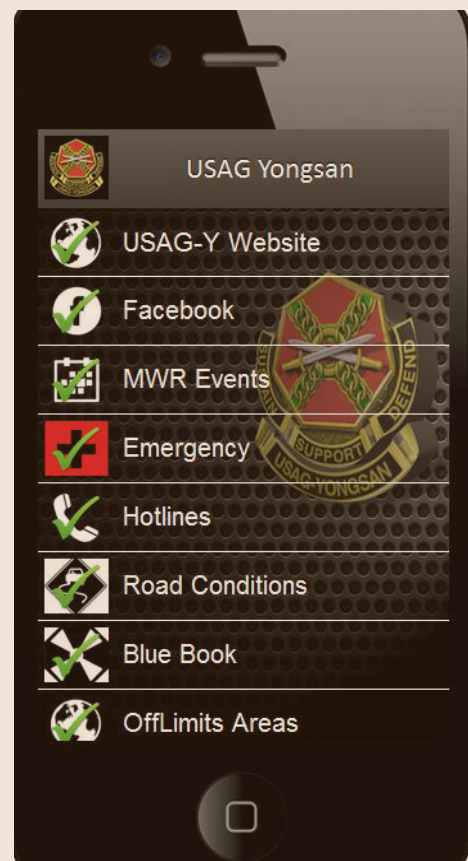 USAG Yongsan
USAG-Y Website
Facebook
MWR Events
Emergency
Hotlines
Road Conditions
Blue Book
OffLimits Areas
DEFEND
SUPPORT
USAG-YONGSAN